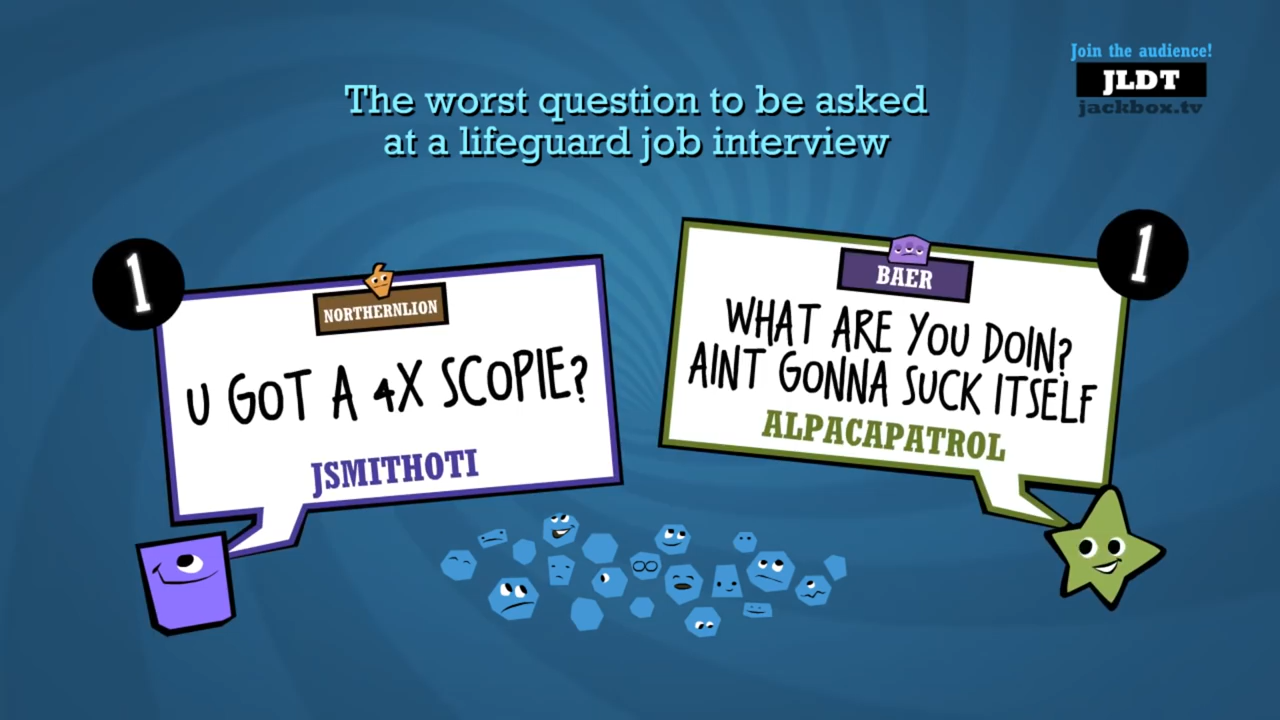 Join the audience!
JLDT
jackbox.tv
The worst question to be asked
at a lifeguard job interview
1
NORTHERNLION
U GOT A 4X SCOPIE?
JSMITHOTI
1
BAER
WHAT ARE YOU DOIN?
AINT GONNA SUCK ITSELF
ALPACAPATROL